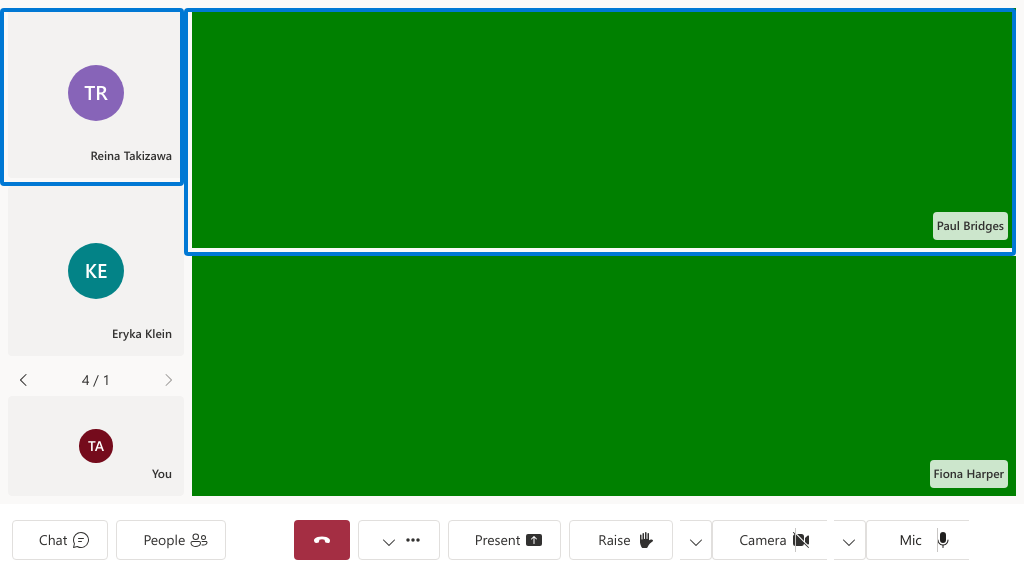 TR
Reina Takizawa
Paul Bridges
KE
Eryka Klein
4 / 1
TA
You
Fiona Harper
Chat
People
Present
Raise
Camera
Mic